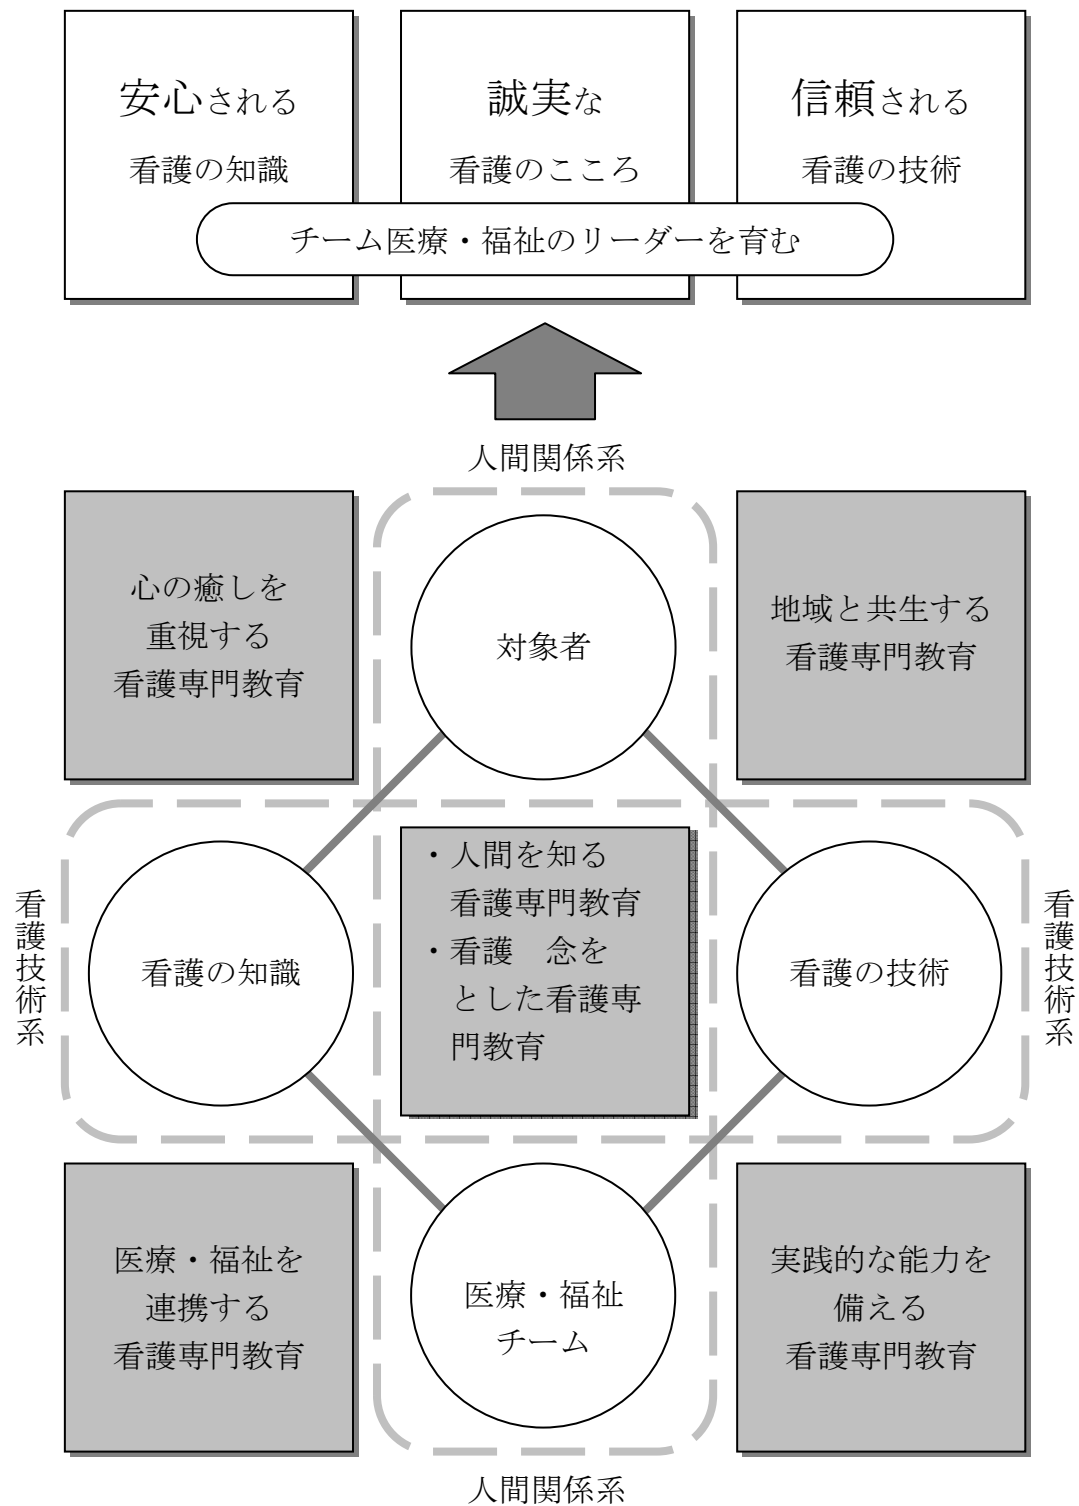 安心される
看護の知識
誠実な
看護のこころ
信頼される
看護の技術
チーム医療・福祉のリーダーを育む
人間関係系
心の癒しを
重視する
看護専門教育
対象者
地域と共生する
看護専門教育
看護技術系
看護の知識
・人間を知る
看護専門教育
・看護　念を
とした看護専
門教育
看護の技術
看護技術系
医療・福祉を
連携する
看護専門教育
医療・福祉
チーム
実践的な能力を
備える
看護専門教育
人間関係系